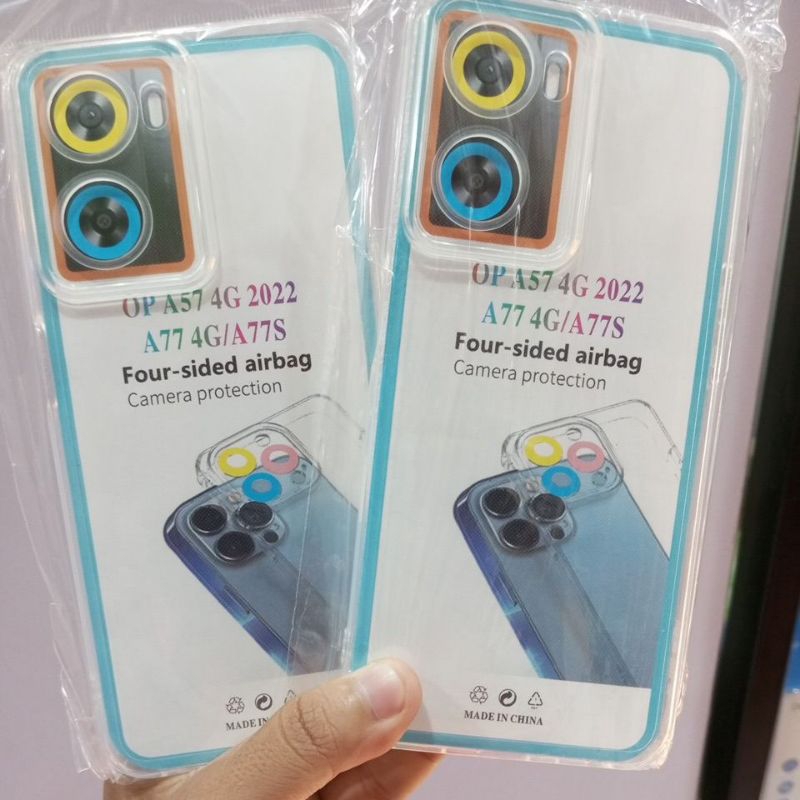 OP A57 4G 2022
A77 4G/A77S
Four-sided airbag
Camera protection
MADE IN
OP A57 4G 2022
A77 4G/A77S
Four-sided airbag
Camera protection
MADE IN CHINA